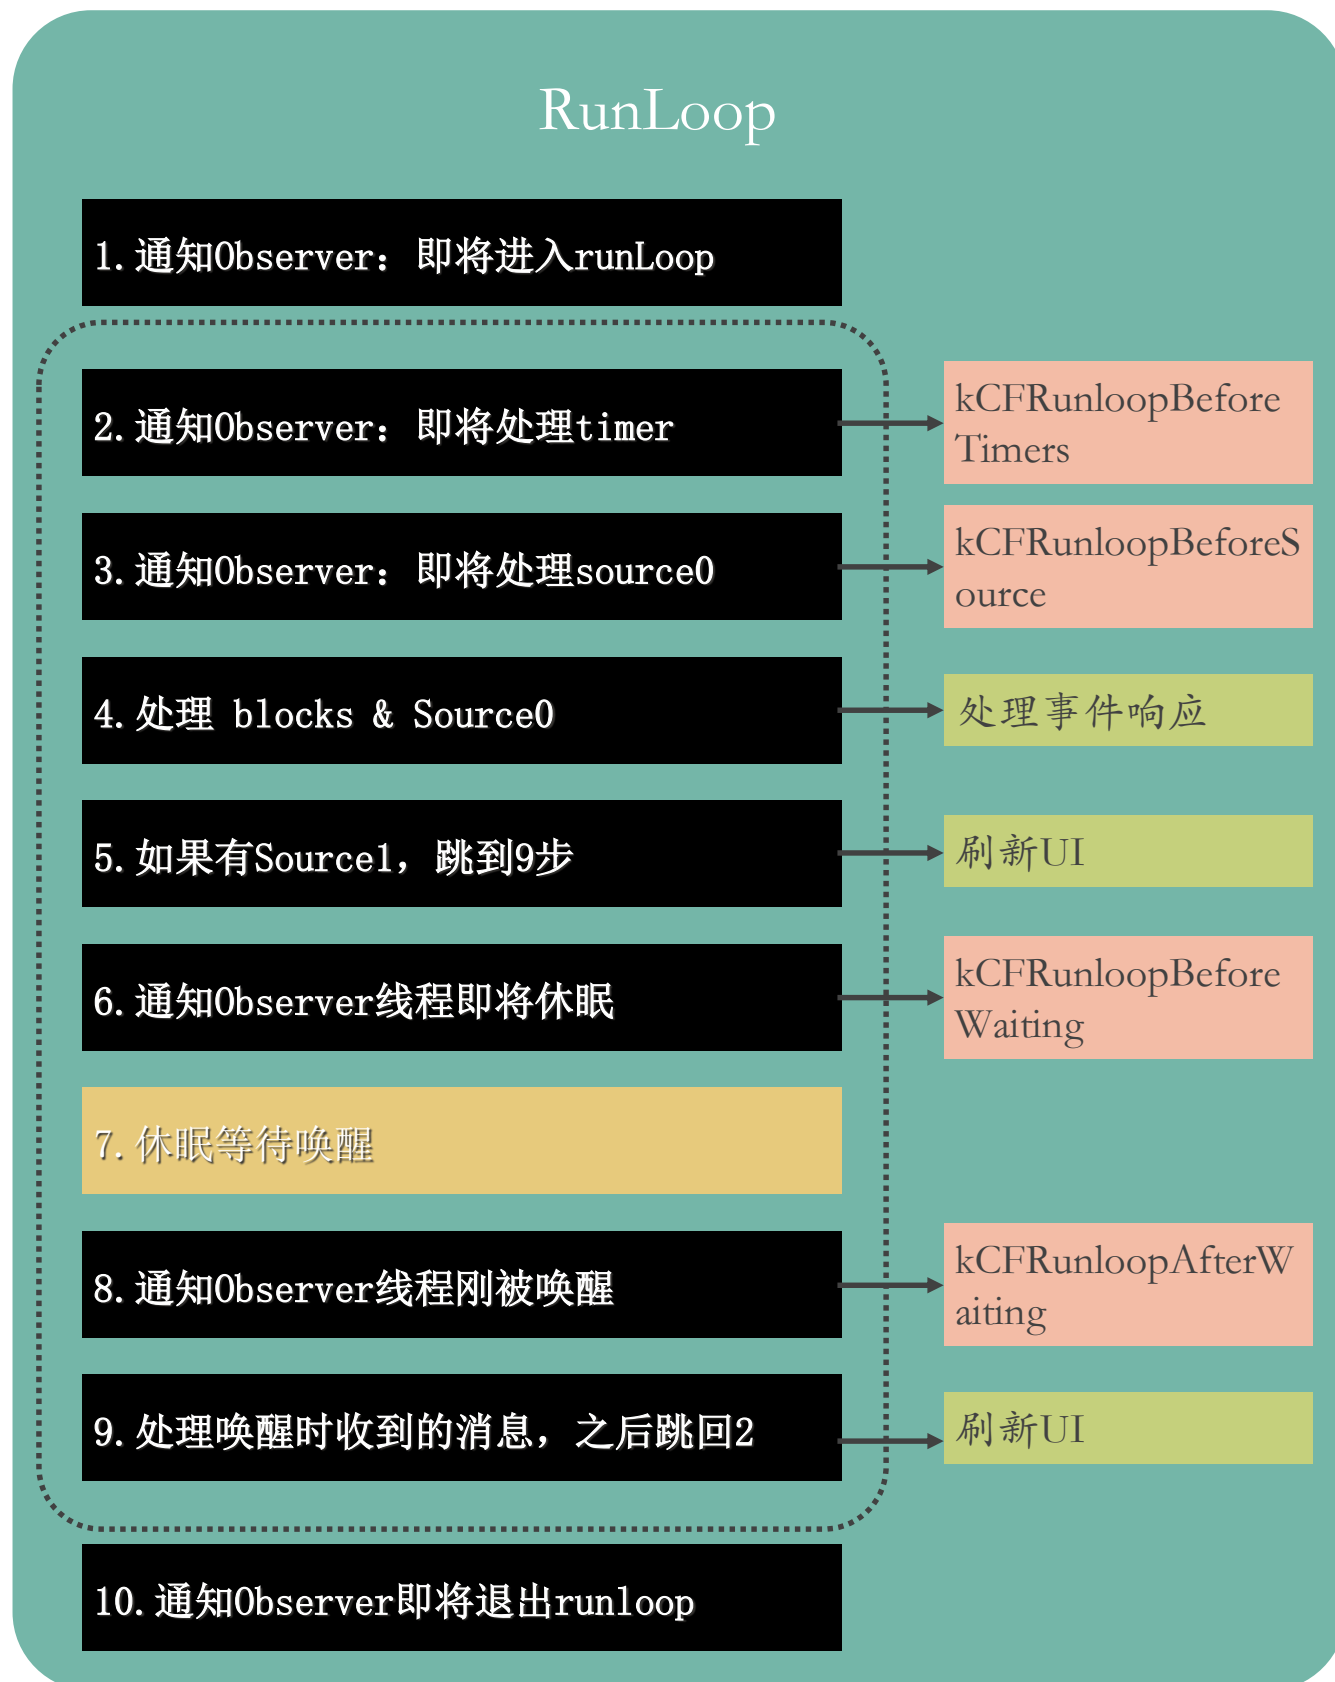 RunLoop
1.通知Observer：即将进入runLoop
2.通知Observer：即将处理timer
kCFRunloopBefore
Timers
3.通知Observer：即将处理source0
kCFRunloopBeforeS
ource
4.处理 blocks & Source0
处理事件响应
5.如果有Source1，跳到9步
刷新UI
6.通知Observer线程即将休眠
kCFRunloopBefore
Waiting
7.休眠等待唤醒
8.通知Observer线程刚被唤醒
kCFRunloopAfterW
aiting
9.处理唤醒时收到的消息，之后跳回2
刷新UI
10.通知Observer即将退出runloop